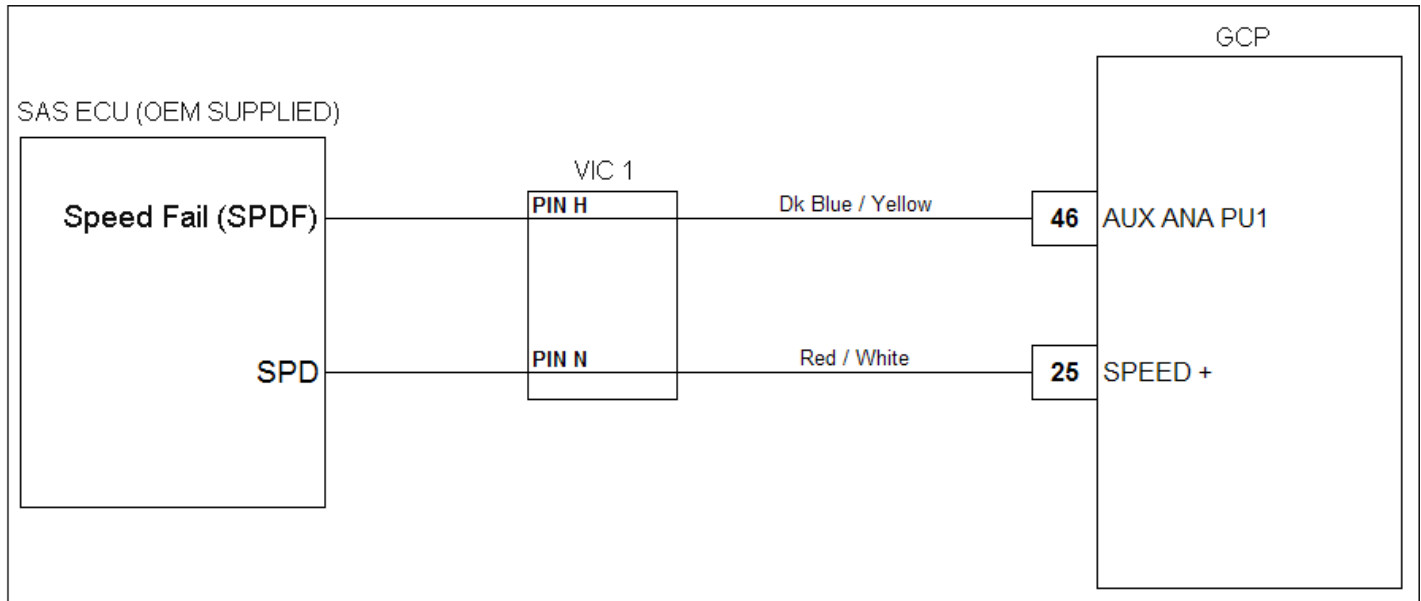 GCP
SAS ECU (OEM SUPPLIED)
VIC 1
Speed Fail (SPDF)
PIN H
Dk Blue / Yellow
46
AUX ANA PU1
SPD
PIN N
Red / White
25
SPEED +